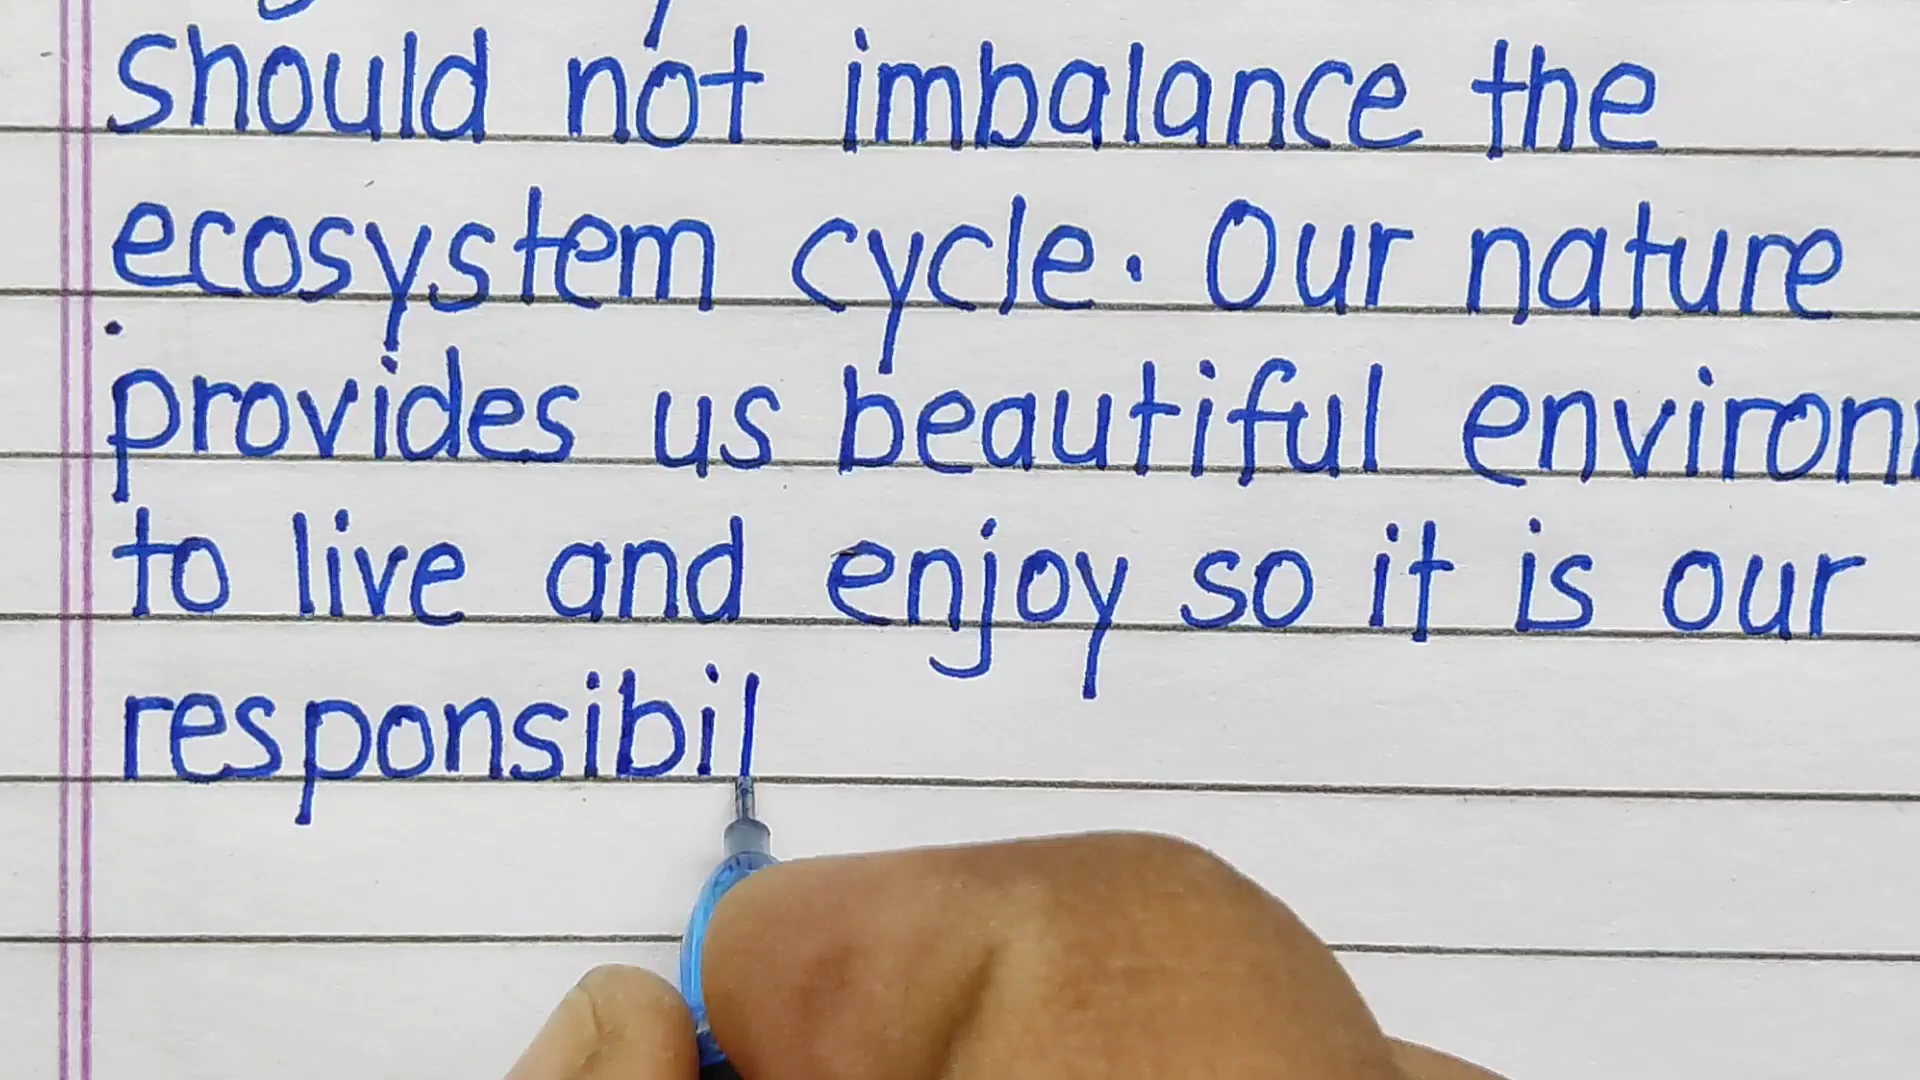 should not imbalance the
ecosystem cycle. Our nature
provides us beautiful environ
to live and enjoy so it is our
responsibil